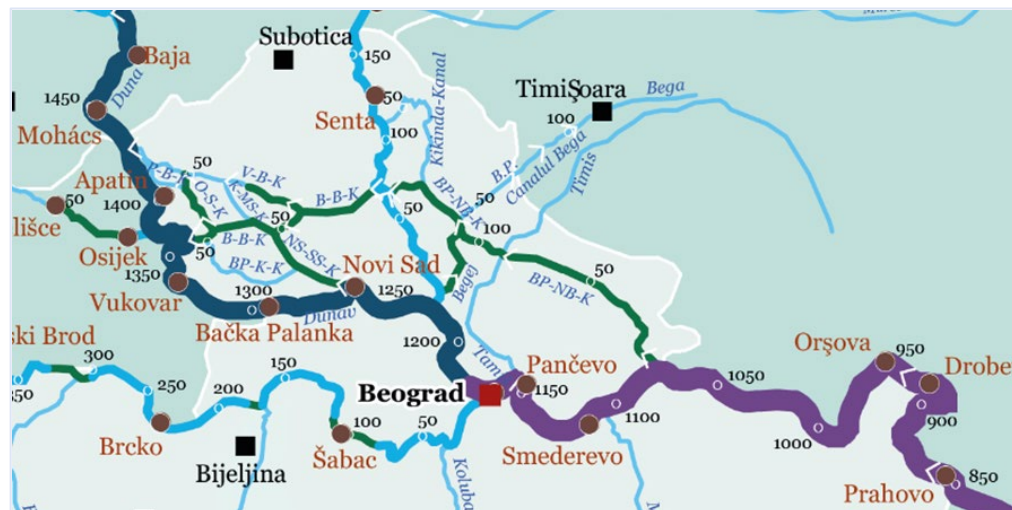 Baja
Subotica
150
Duna
1450
Mohács
Senta
50
100
Kikinda-Kanal
TimiŞoara
Bega
100
B.P.
Canalul Bega
Timis
Apatin
P-B-K
50
O-S-K
V-B-K
K-MS-K
B-B-K
BP-NB-K
50
50
lišce
1400
Osijek
50
B-B-K
50
NS-SS-K
50
100
BP-K-K
Begej
BP-NB-K
50
1350
Vukovar
1300
Bačka Palanka
Dunav
Novi Sad
1250
1200
Tami
ski Brod
300
350
250
Brcko
200
150
Bijeljina
Šabac
100
50
Koluba
Beograd
Pančevo
1150
Smederevo
1100
1050
1000
Orşova
950
Drobe
900
Prahovo
850